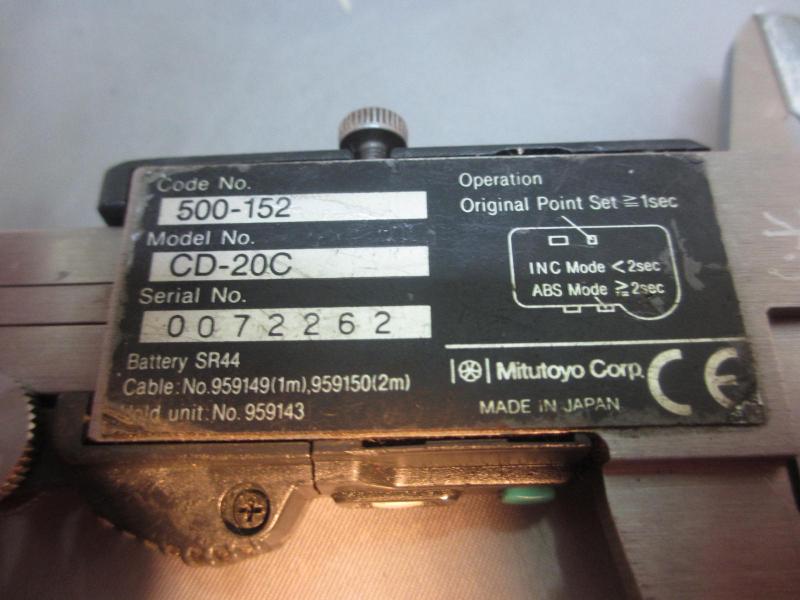 Code No.
500-152
Model No.
CD-20C
Serial No.
0072262
Battery SR44
Cable:No.959149(1m),959150(2m)
Hold unit:No. 959143
Operation
Original Point Set ≧1sec
INC Mode <2sec
ABS Mode ≧2sec
Mitutoyo Corp.
CE
MADE IN JAPAN